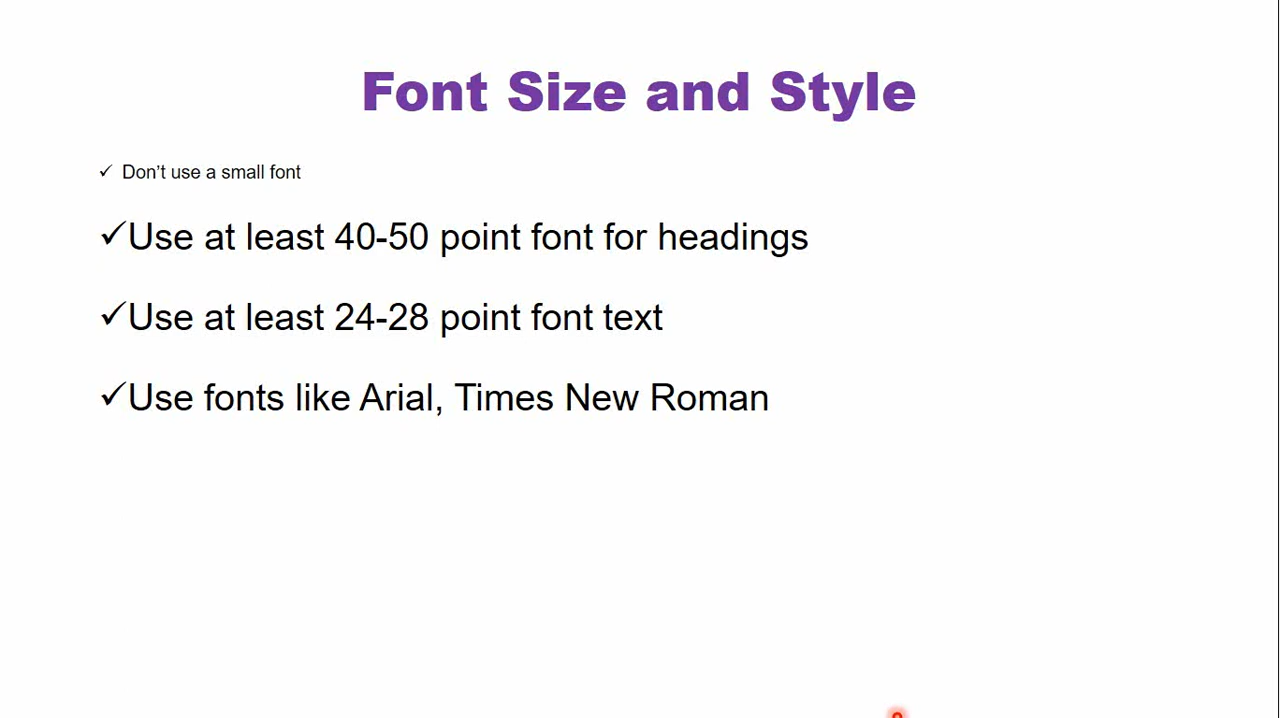 Font Size and Style
✓ Don’t use a small font
✓Use at least 40-50 point font for headings
✓Use at least 24-28 point font text
✓Use fonts like Arial, Times New Roman